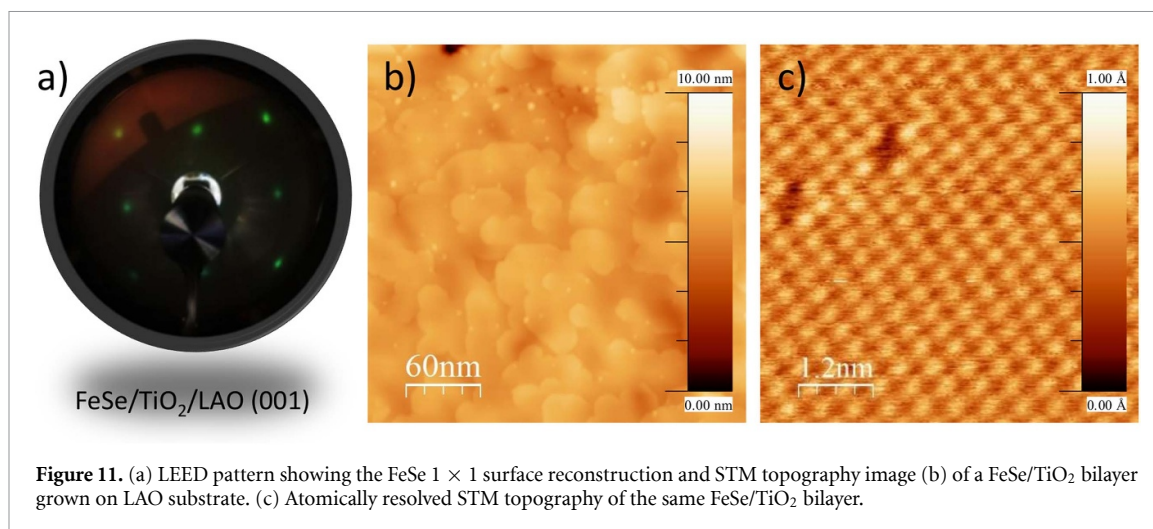 a)
FeSe/TiO₂/LAO (001)
b)
10.00 nm
60nm
0.00 nm
c)
1.00 Å
1.2nm
0.00 Å
Figure 11. (a) LEED pattern showing the FeSe 1 × 1 surface reconstruction and STM topography image (b) of a FeSe/TiO₂ bilayer
grown on LAO substrate. (c) Atomically resolved STM topography of the same FeSe/TiO₂ bilayer.